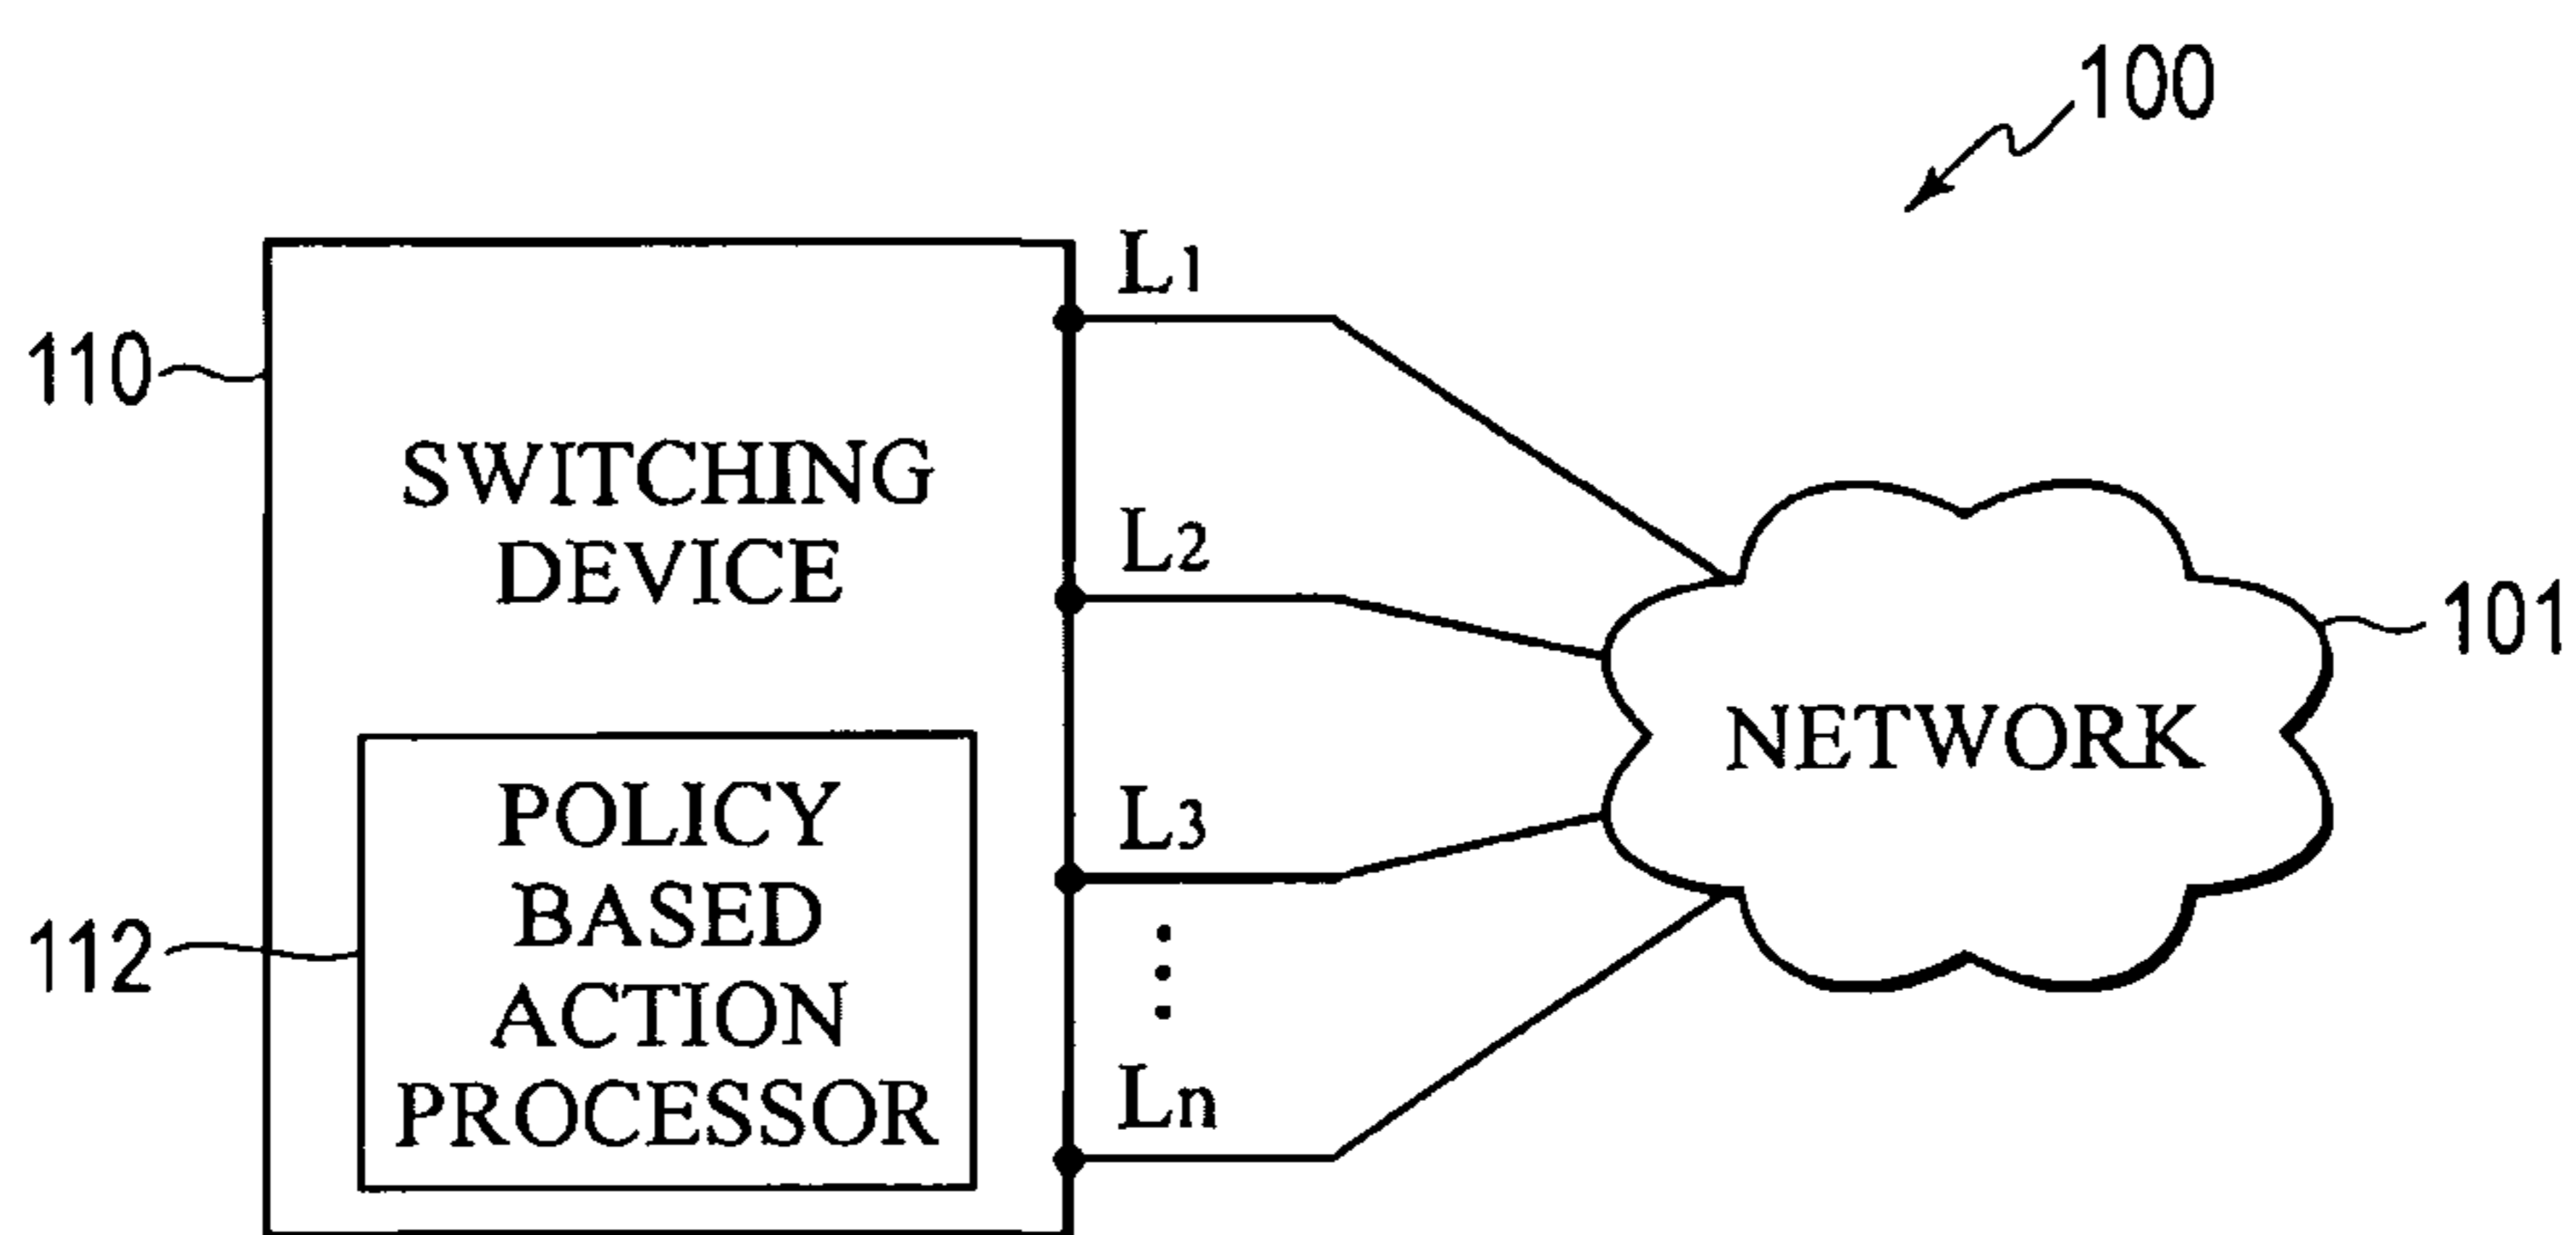 100
L1
110
SWITCHING
DEVICE
L2
101
NETWORK
POLICY
BASED
ACTION
PROCESSOR
L3
112
Ln